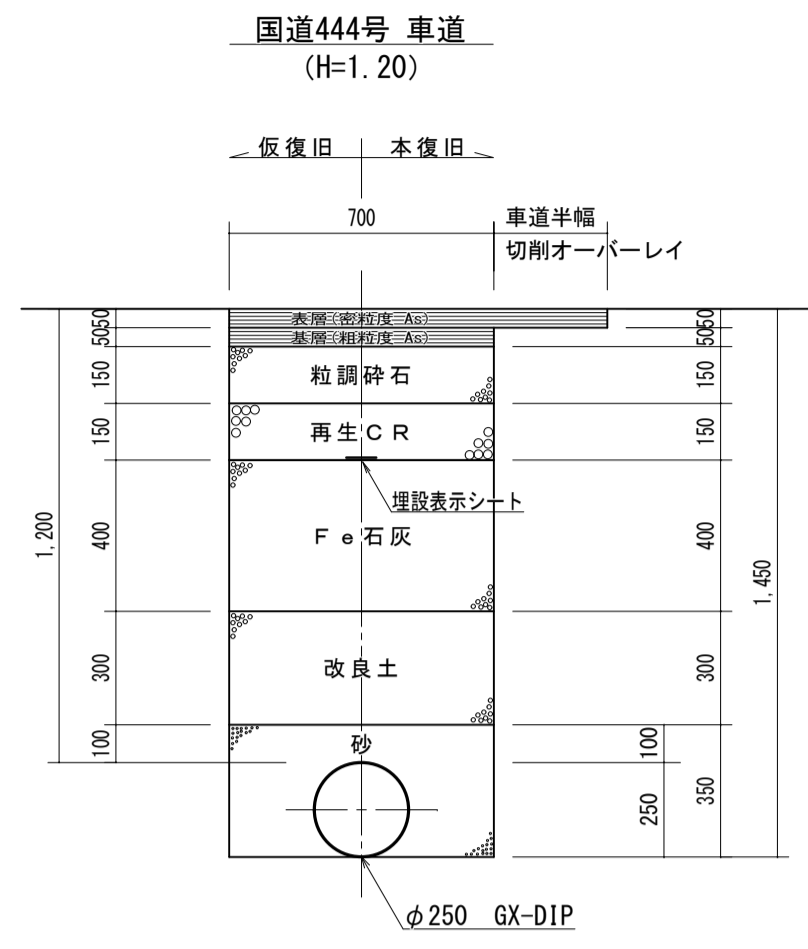 国道444号 車道
(H=1.20)
仮復旧 本復旧
700 車道半幅
切削オーバーレイ
表層(密粒度 As)
基層(粗粒度 As)
粒調砕石
再生CR
埋設表示シート
Fe石灰
改良土
砂
5050
150
150
400
300
100
1,200
5050
150
150
400
300
350
100
250
1,450
φ250 GX-DIP